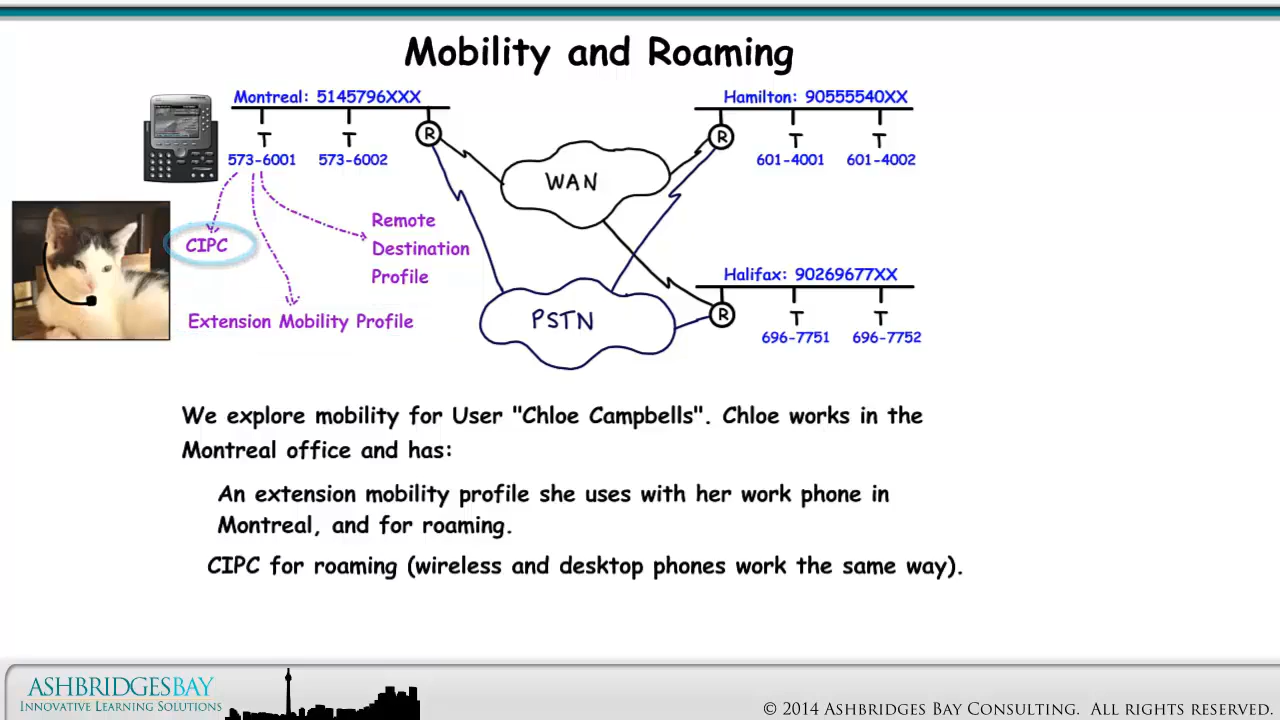 Mobility and Roaming
Montreal: 5145796XXX
Hamilton: 90555540XX
R
R
T
T
T
T
573-6001
573-6002
601-4001
601-4002
WAN
Remote
Destination
Profile
CIPC
Halifax: 90269677XX
R
T
T
Extension Mobility Profile
PSTN
696-7751
696-7752
We explore mobility for User "Chloe Campbells". Chloe works in the
Montreal office and has:
An extension mobility profile she uses with her work phone in
Montreal, and for roaming.
CIPC for roaming (wireless and desktop phones work the same way).
ASHBRIDGESBAY
INNOVATIVE LEARNING SOLUTIONS
© 2014 ASHBRIDGES BAY CONSULTING. ALL RIGHTS RESERVED.